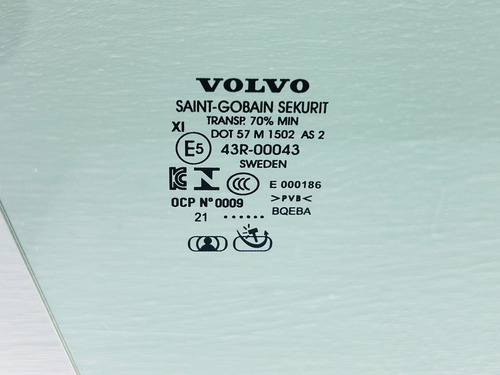 VOLVO
SAINT-GOBAIN SEKURIT
TRANSP. 70% MIN
XI
DOT 57 M 1502 AS 2
E5 43R-00043
SWEDEN
CCC E 000186
OCP N°0009 >PVB<
21 ...... BQEBA